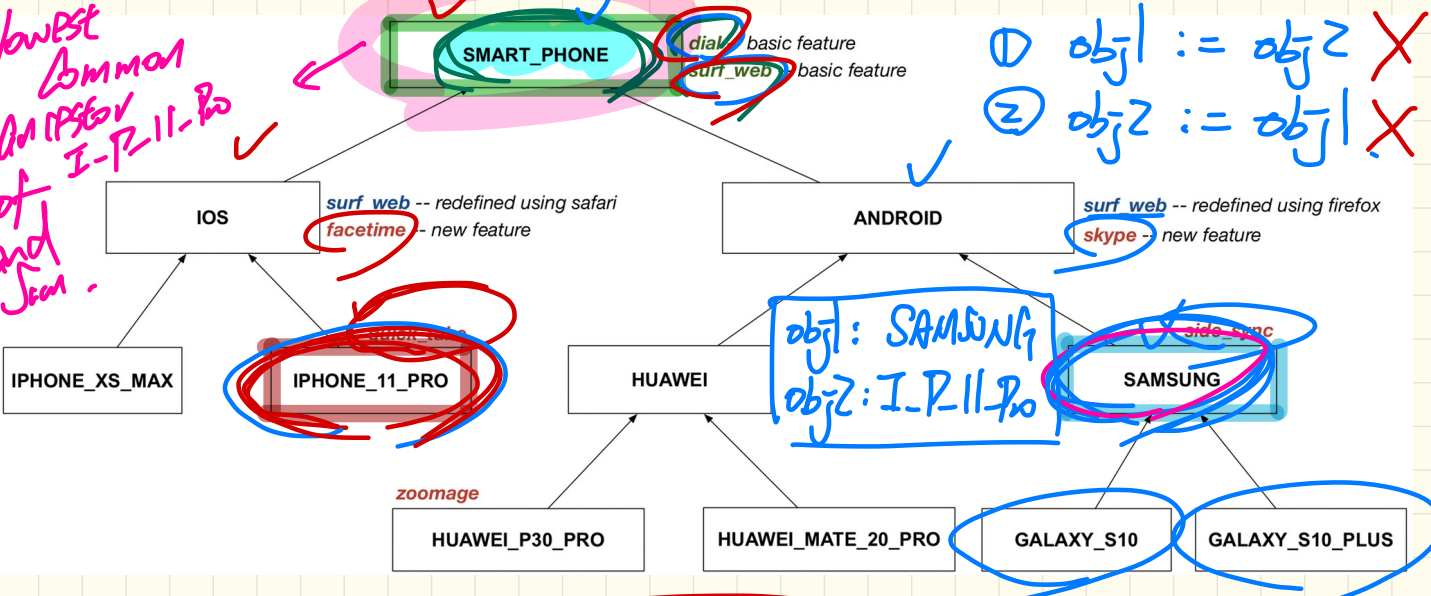 Lowest
Common
Ancestor
of I-P-11-Pro
and
Sam.
SMART_PHONE
dial -- basic feature
surf_web -- basic feature
① obj1 := obj2 X
② obj2 := obj1. X
IOS
surf_web -- redefined using safari
facetime -- new feature
ANDROID
surf_web -- redefined using firefox
skype -- new feature
IPHONE_XS_MAX
quick_take
IPHONE_11_PRO
HUAWEI
obj1: SAMSUNG
obj2: I_P_11_Pro
side_sync
SAMSUNG
zoomage
HUAWEI_P30_PRO
HUAWEI_MATE_20_PRO
GALAXY_S10
GALAXY_S10_PLUS